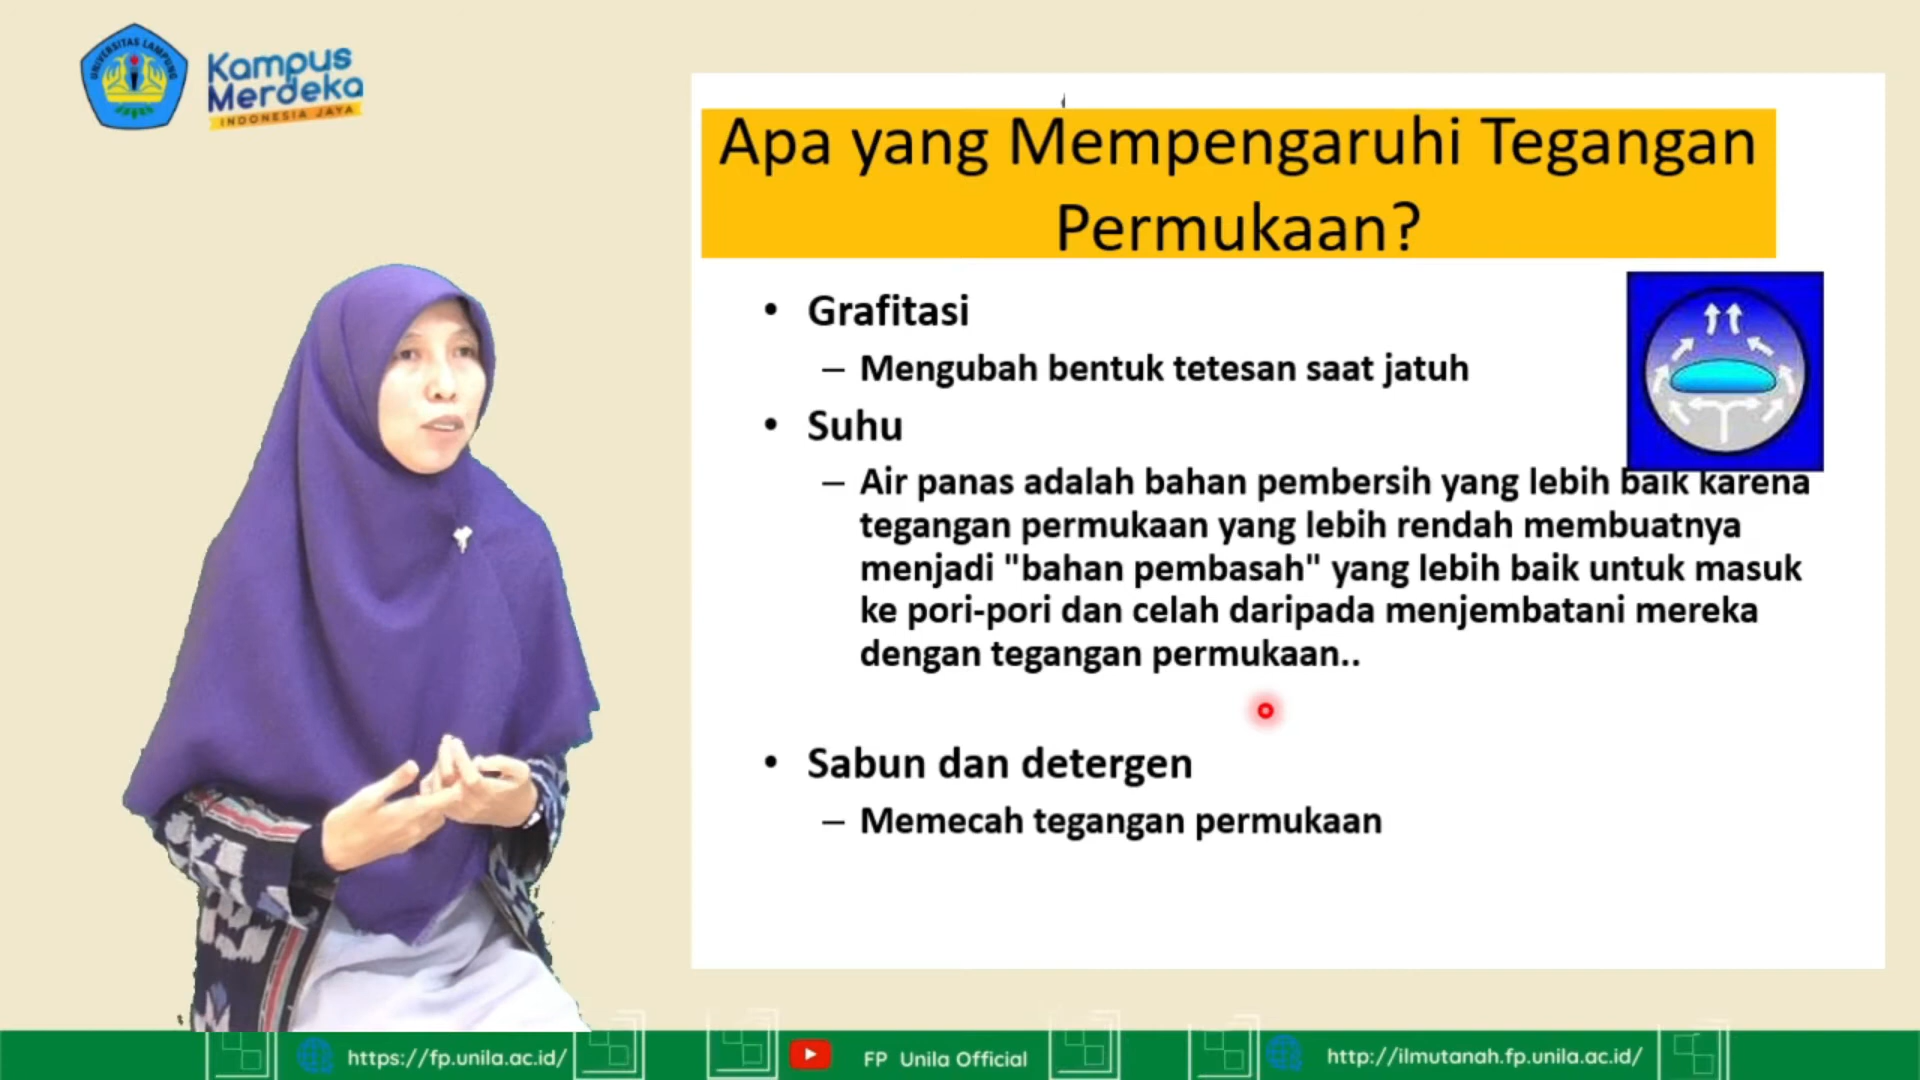 UNIVERSITAS LAMPUNG
Kampus
Merdeka
INDONESIA JAYA
Apa yang Mempengaruhi Tegangan
Permukaan?
• Grafitasi
– Mengubah bentuk tetesan saat jatuh
• Suhu
– Air panas adalah bahan pembersih yang lebih baik karena
tegangan permukaan yang lebih rendah membuatnya
menjadi "bahan pembasah" yang lebih baik untuk masuk
ke pori-pori dan celah daripada menjembatani mereka
dengan tegangan permukaan..
• Sabun dan detergen
– Memecah tegangan permukaan
https://fp.unila.ac.id/
FP Unila Official
http://ilmutanah.fp.unila.ac.id/